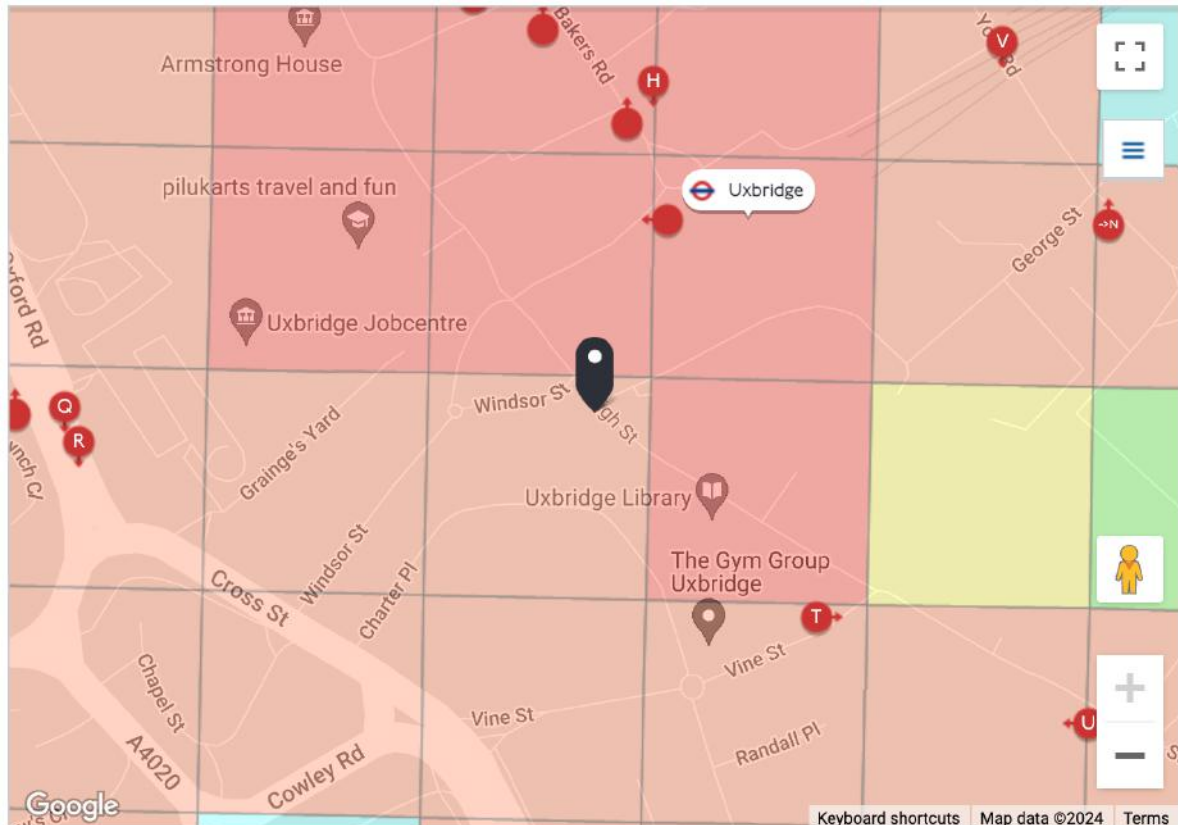 Armstrong House
Bakers Rd
H
V
pilukarts travel and fun
Uxbridge
George St
->N
Oxford Rd
Uxbridge Jobcentre
Q
R
Windsor St
Grainge's Yard
Uxbridge Library
The Gym Group
Uxbridge
Windsor St
Charter Pl
Cross St
T
Vine St
Chapel St
Vine St
U
Randall Pl
A4020
Cowley Rd
Google
Keyboard shortcuts
Map data ©2024
Terms